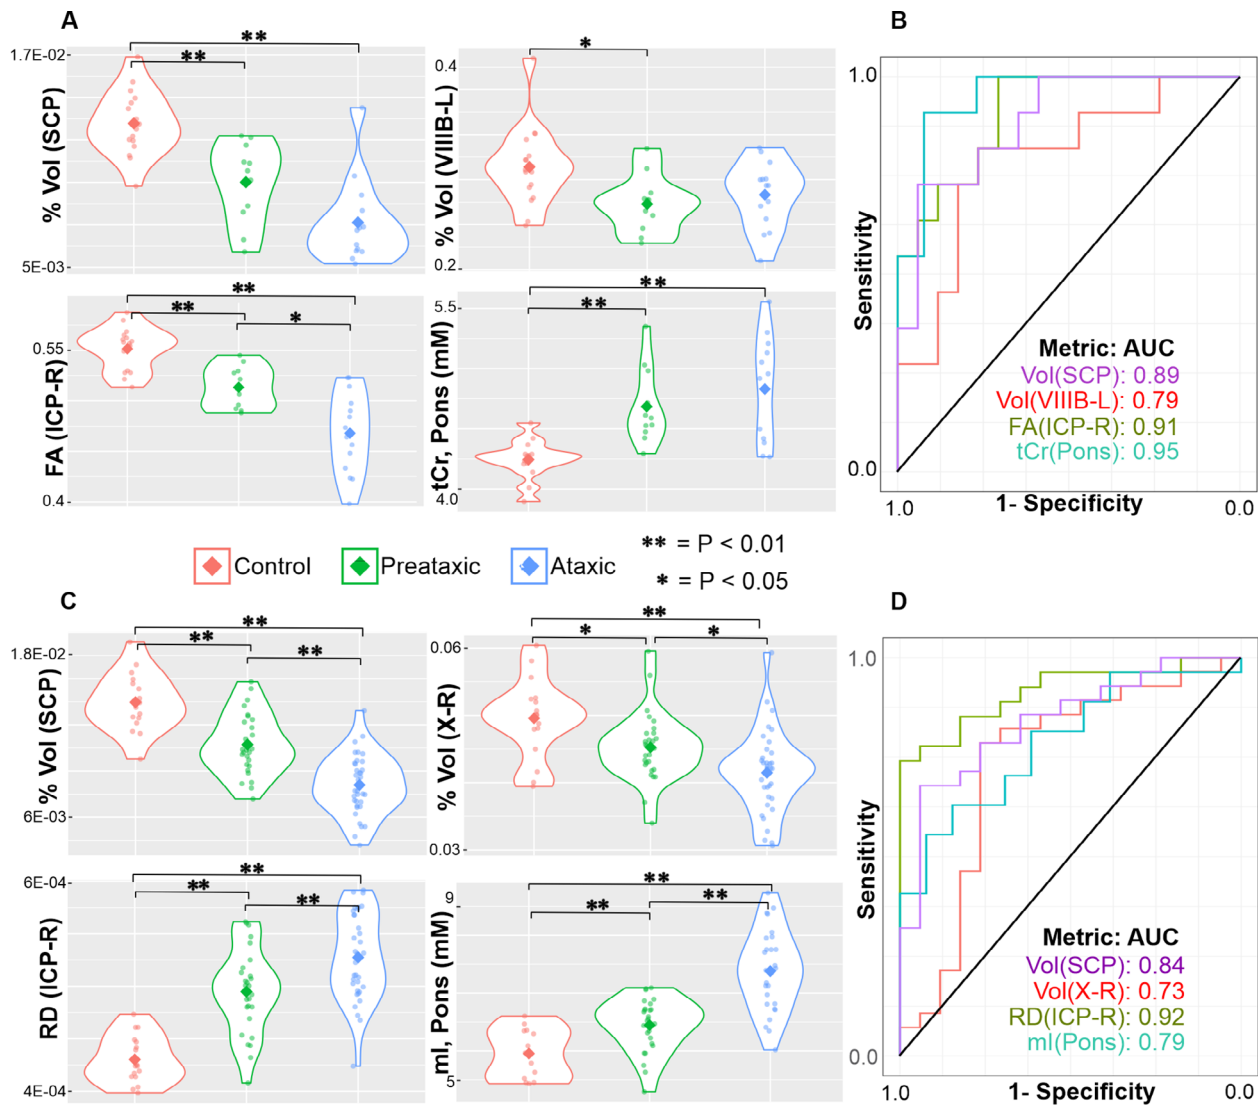 A
B
**
**
1.7E-02
% Vol (SCP)
5E-03
*
0.4
% Vol (VIIIB-L)
0.2
**
**
*
0.55
FA (ICP-R)
0.4
**
**
5.5
tCr, Pons (mM)
4.0
1.0
Sensitivity
Metric: AUC
Vol(SCP): 0.89
Vol(VIIIB-L): 0.79
FA(ICP-R): 0.91
tCr(Pons): 0.95
0.0
1.0
1- Specificity
0.0
Control
Preataxic
Ataxic
** = P < 0.01
* = P < 0.05
C
D
**
**
**
1.8E-02
% Vol (SCP)
6E-03
**
*
*
0.06
% Vol (X-R)
0.03
**
**
**
6E-04
RD (ICP-R)
4E-04
**
**
**
9
mI, Pons (mM)
5
1.0
Sensitivity
Metric: AUC
Vol(SCP): 0.84
Vol(X-R): 0.73
RD(ICP-R): 0.92
mI(Pons): 0.79
0.0
1.0
1- Specificity
0.0